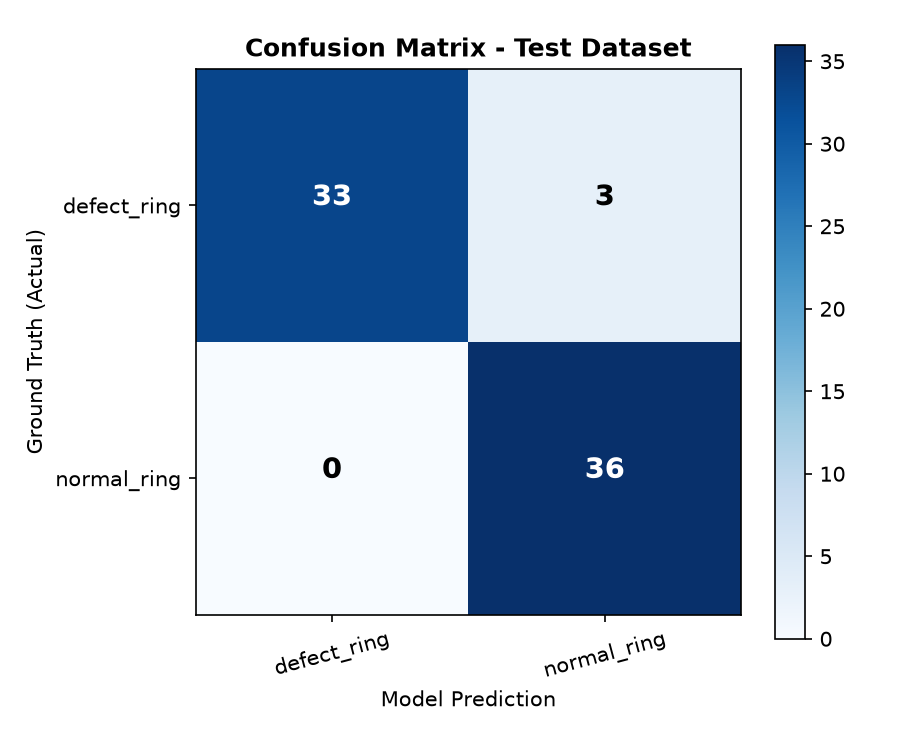 Confusion Matrix - Test Dataset
Ground Truth (Actual)
defect_ring
33
3
normal_ring
0
36
defect_ring
normal_ring
Model Prediction
35
30
25
20
15
10
5
0